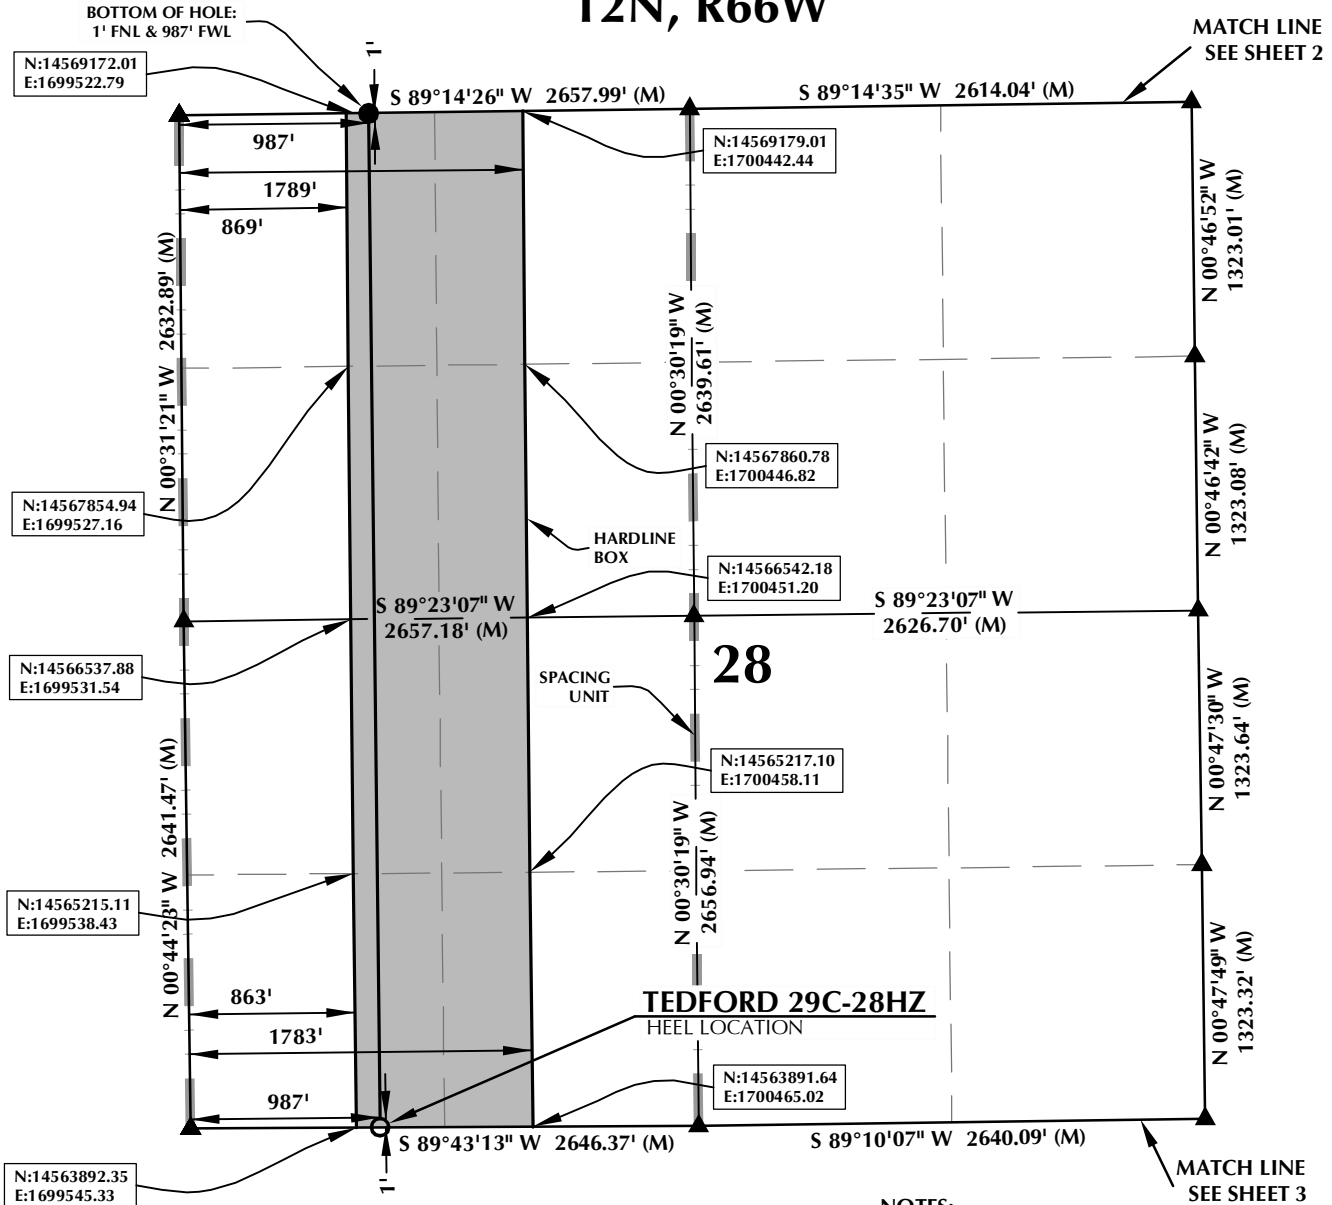 T2N, R66W
BOTTOM OF HOLE:
1' FNL & 987' FWL
MATCH LINE
SEE SHEET 2
N:14569172.01
E:1699522.79
1'
S 89°14'26" W 2657.99' (M)
S 89°14'35" W 2614.04' (M)
987'
N:14569179.01
E:1700442.44
1789'
869'
N 00°31'21" W 2632.89' (M)
N 00°30'19" W
2639.61' (M)
N 00°46'52" W
1323.01' (M)
N:14567860.78
E:1700446.82
N:14567854.94
E:1699527.16
N 00°46'42" W
1323.08' (M)
HARDLINE
BOX
N:14566542.18
E:1700451.20
S 89°23'07" W
2657.18' (M)
S 89°23'07" W
2626.70' (M)
28
N:14566537.88
E:1699531.54
SPACING
UNIT
N 00°47'30" W
1323.64' (M)
N:14565217.10
E:1700458.11
N 00°44'23" W 2641.47' (M)
N 00°30'19" W
2656.94' (M)
N:14565215.11
E:1699538.43
N 00°47'49" W
1323.32' (M)
863'
TEDFORD 29C-28HZ
HEEL LOCATION
1783'
N:14563891.64
E:1700465.02
987'
S 89°43'13" W 2646.37' (M)
S 89°10'07" W 2640.09' (M)
1'
N:14563892.35
E:1699545.33
MATCH LINE
SEE SHEET 3
NOTES: